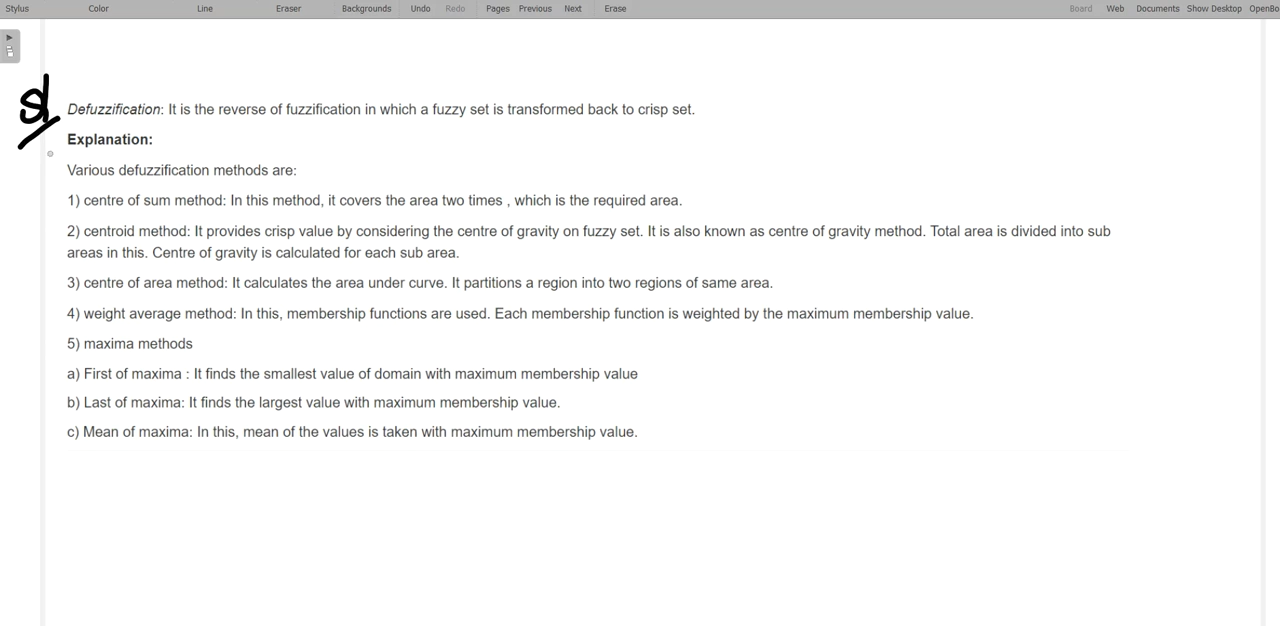 Stylus Color Line Eraser Backgrounds Undo Redo Pages Previous Next Erase Board Web Documents Show Desktop OpenBo
Defuzzification: It is the reverse of fuzzification in which a fuzzy set is transformed back to crisp set.
Explanation:
Various defuzzification methods are:
1) centre of sum method: In this method, it covers the area two times , which is the required area.
2) centroid method: It provides crisp value by considering the centre of gravity on fuzzy set. It is also known as centre of gravity method. Total area is divided into sub
areas in this. Centre of gravity is calculated for each sub area.
3) centre of area method: It calculates the area under curve. It partitions a region into two regions of same area.
4) weight average method: In this, membership functions are used. Each membership function is weighted by the maximum membership value.
5) maxima methods
a) First of maxima : It finds the smallest value of domain with maximum membership value
b) Last of maxima: It finds the largest value with maximum membership value.
c) Mean of maxima: In this, mean of the values is taken with maximum membership value.